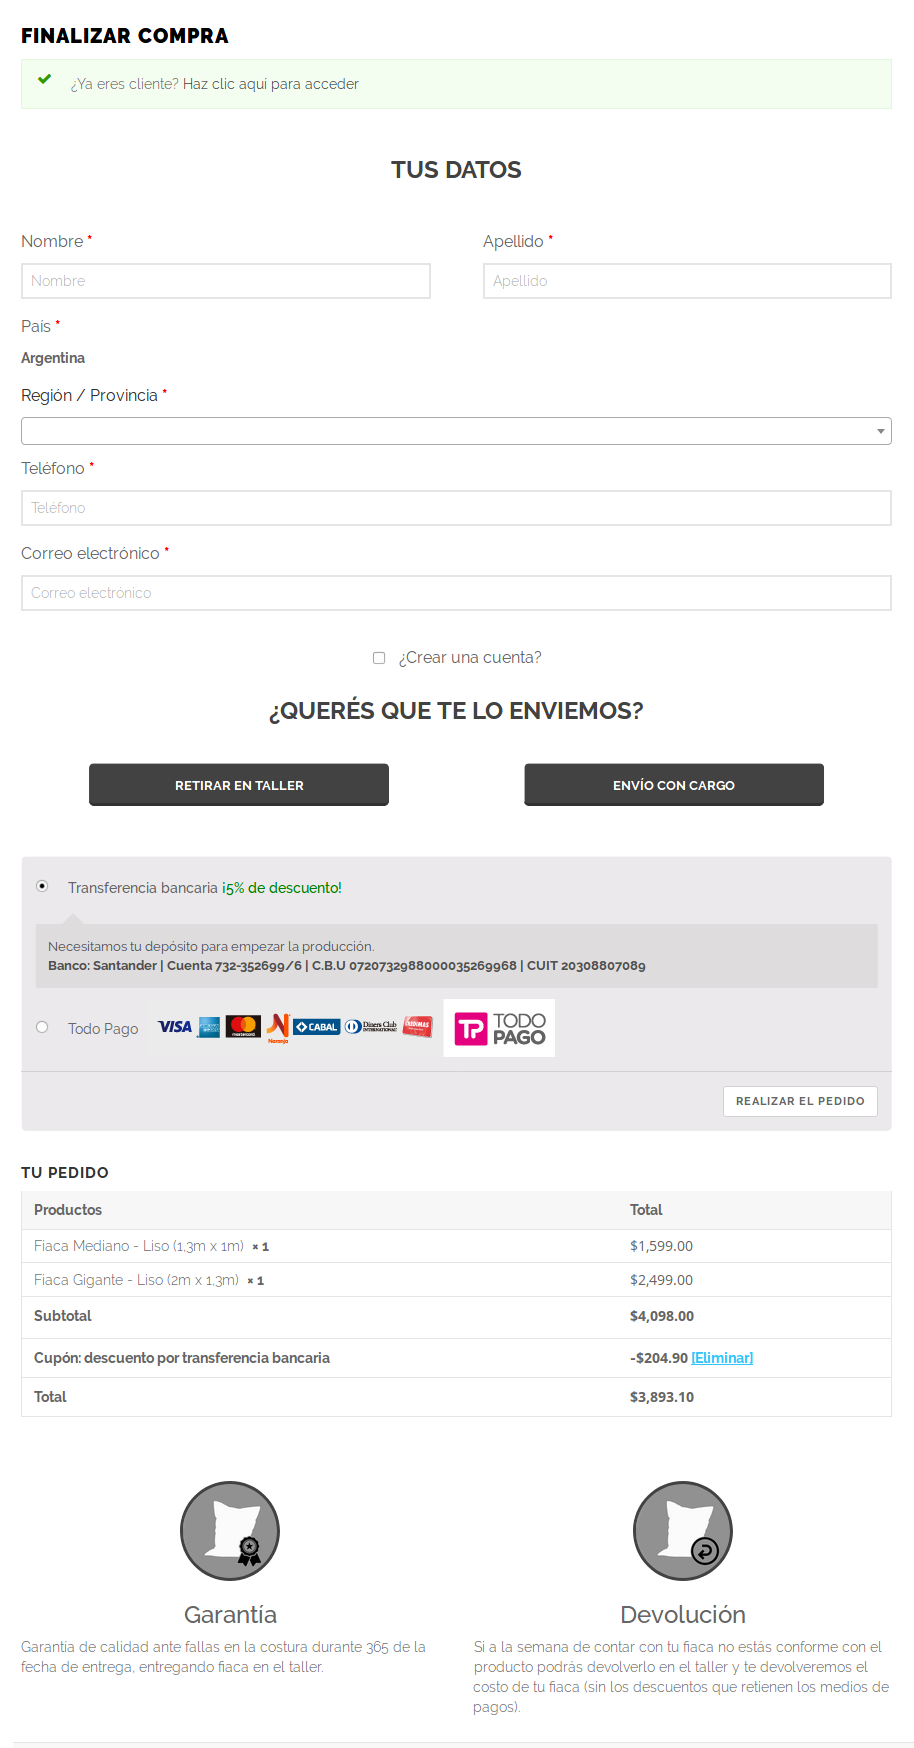 FINALIZAR COMPRA
¿Ya eres cliente? Haz clic aquí para acceder
TUS DATOS
Nombre *
Apellido *
Nombre
Apellido
País *
Argentina
Región / Provincia *
Teléfono *
Teléfono
Correo electrónico *
Correo electrónico
¿Crear una cuenta?
¿QUERÉS QUE TE LO ENVIEMOS?
RETIRAR EN TALLER
ENVÍO CON CARGO
Transferencia bancaria ¡5% de descuento!
Necesitamos tu depósito para empezar la producción.
Banco: Santander | Cuenta 732-352699/6 | C.B.U 0720732988000035269968 | CUIT 20308807089
Todo Pago VISA mastercard Naranja CABAL Diners Club INTERNATIONAL TP TODO PAGO
REALIZAR EL PEDIDO
TU PEDIDO
Productos Total
Fiaca Mediano - Liso (1,3m x 1m) × 1 $1,599.00
Fiaca Gigante - Liso (2m x 1,3m) × 1 $2,499.00
Subtotal $4,098.00
Cupón: descuento por transferencia bancaria -$204.90 [Eliminar]
Total $3,893.10
Garantía
Garantía de calidad ante fallas en la costura durante 365 de la
fecha de entrega, entregando fiaca en el taller.
Devolución
Si a la semana de contar con tu fiaca no estás conforme con el
producto podrás devolverlo en el taller y te devolveremos el
costo de tu fiaca (sin los descuentos que retienen los medios de
pagos).